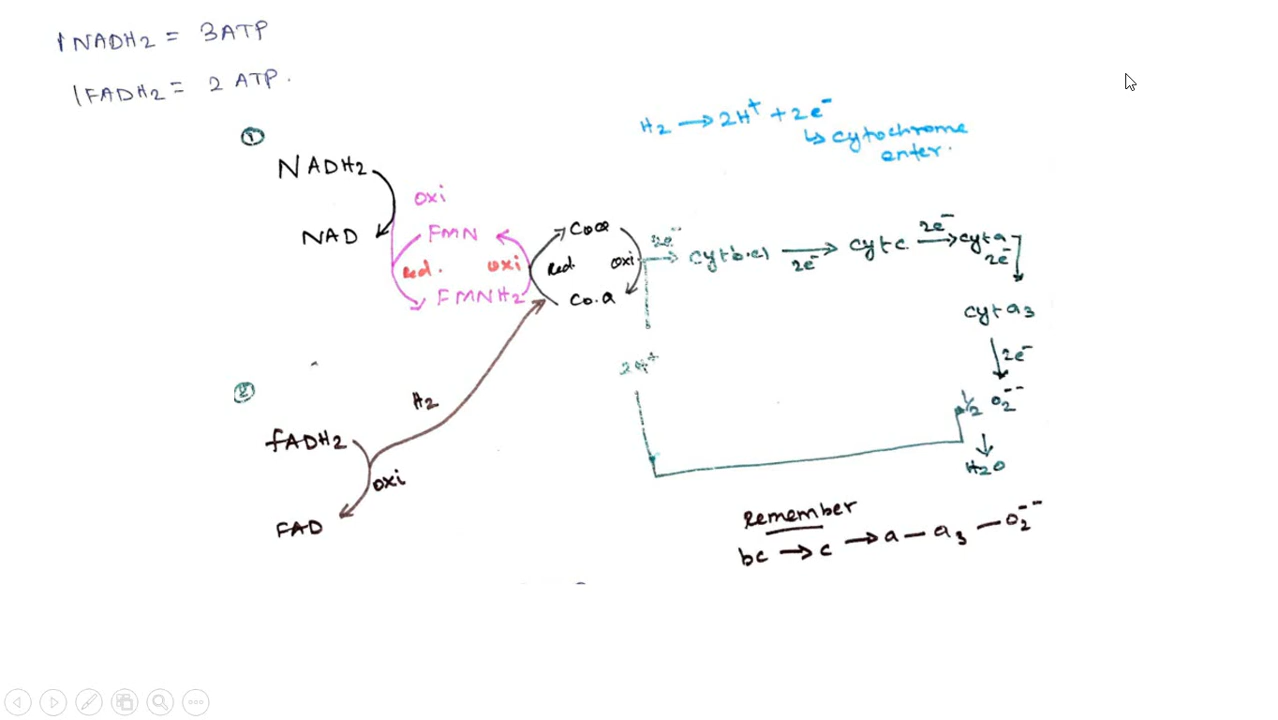 1 NADH2 = 3ATP
1FADH2 = 2 ATP.
H2 → 2H+ + 2e-
↳ cytochrome
enter.
①
NADH2
oxi
NAD
FMN
CoQ
2e-
cyt b.c1
2e-
cyt c
2e-
cyt a
2e-
Red.
oxi
Red
oxi
FMNH2
Co.Q
cyt a3
2e-
2H+
②
H2
1/2 O2--
FADH2
H2O
oxi
FAD
Remember
bc → c → a - a3 - O2--